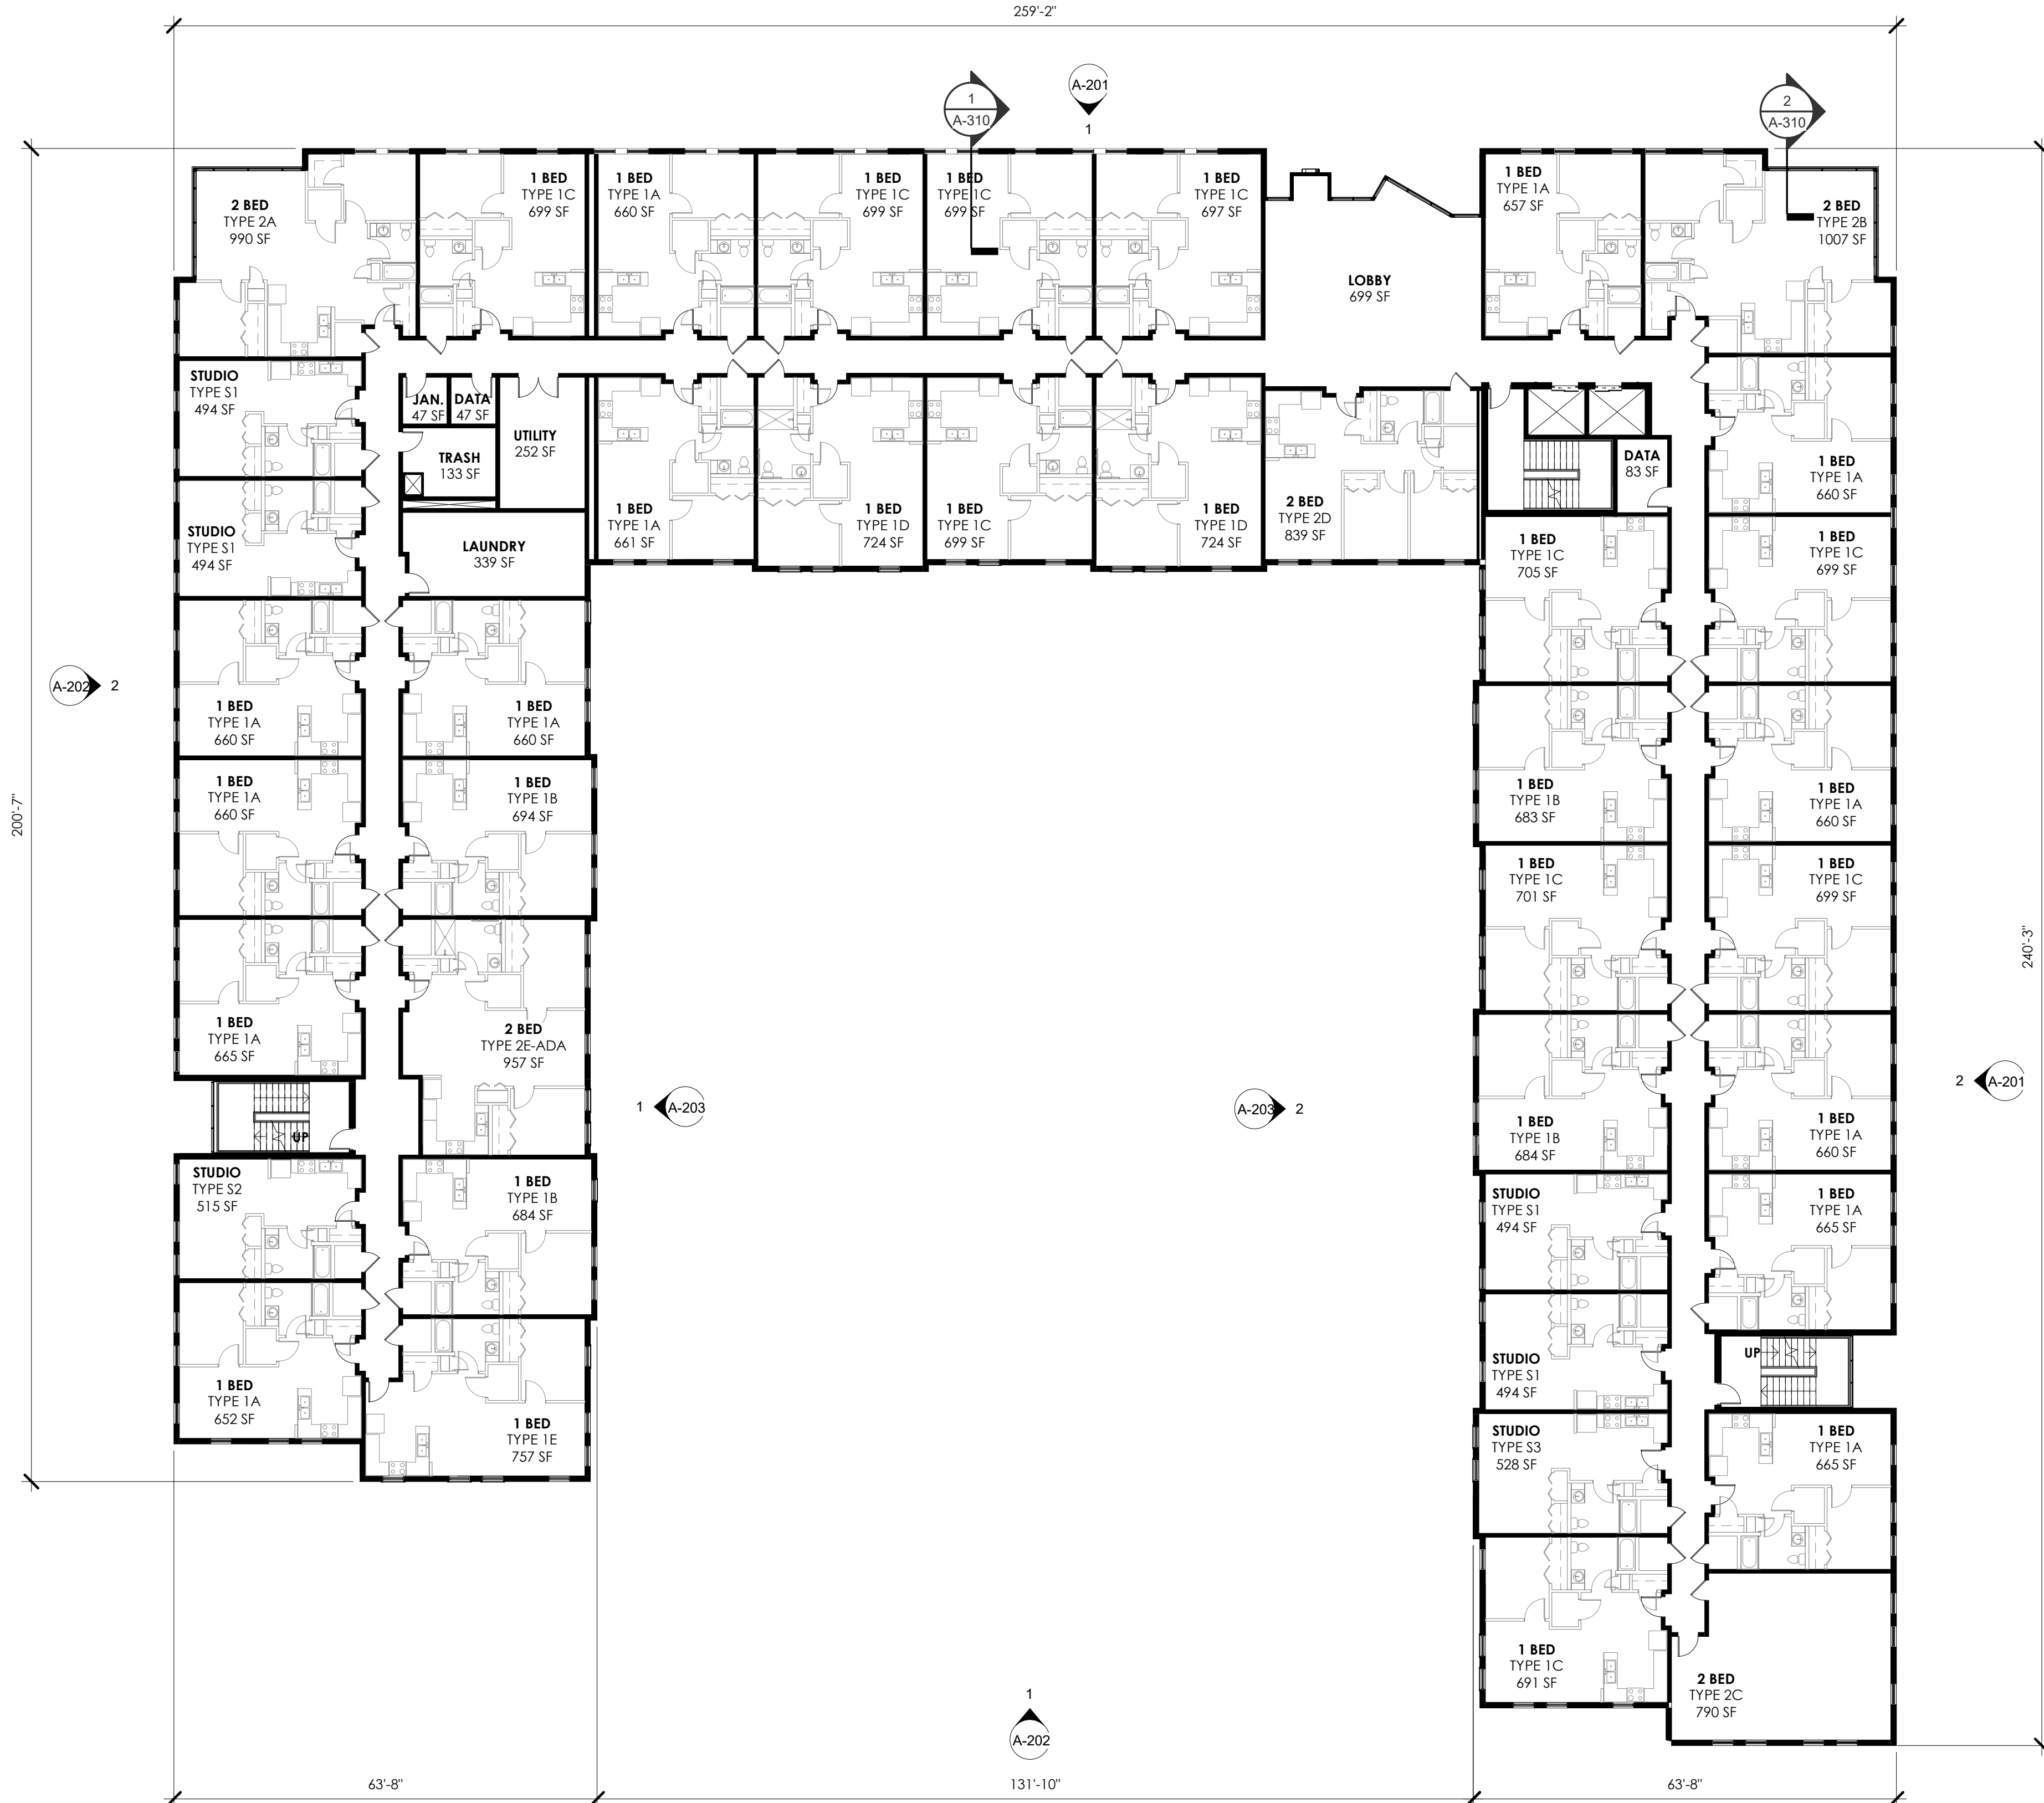 259'-2"
1
A-310
A-201
1
2
A-310
2 BED
TYPE 2A
990 SF
1 BED
TYPE 1C
699 SF
1 BED
TYPE 1A
660 SF
1 BED
TYPE 1C
699 SF
1 BED
TYPE 1C
699 SF
1 BED
TYPE 1C
697 SF
LOBBY
699 SF
1 BED
TYPE 1A
657 SF
2 BED
TYPE 2B
1007 SF
STUDIO
TYPE S1
494 SF
JAN.
47 SF
DATA
47 SF
UTILITY
252 SF
TRASH
133 SF
STUDIO
TYPE S1
494 SF
LAUNDRY
339 SF
1 BED
TYPE 1A
661 SF
1 BED
TYPE 1D
724 SF
1 BED
TYPE 1C
699 SF
1 BED
TYPE 1D
724 SF
2 BED
TYPE 2D
839 SF
DATA
83 SF
1 BED
TYPE 1A
660 SF
1 BED
TYPE 1C
705 SF
1 BED
TYPE 1C
699 SF
A-202
2
1 BED
TYPE 1A
660 SF
1 BED
TYPE 1A
660 SF
1 BED
TYPE 1A
660 SF
1 BED
TYPE 1B
694 SF
1 BED
TYPE 1B
683 SF
1 BED
TYPE 1A
660 SF
200'-7"
1 BED
TYPE 1C
701 SF
1 BED
TYPE 1C
699 SF
240'-3"
1 BED
TYPE 1A
665 SF
2 BED
TYPE 2E-ADA
957 SF
1
A-203
A-203
2
1 BED
TYPE 1B
684 SF
1 BED
TYPE 1A
660 SF
2
A-201
UP
STUDIO
TYPE S2
515 SF
1 BED
TYPE 1B
684 SF
STUDIO
TYPE S1
494 SF
1 BED
TYPE 1A
665 SF
1 BED
TYPE 1A
652 SF
1 BED
TYPE 1E
757 SF
STUDIO
TYPE S1
494 SF
UP
STUDIO
TYPE S3
528 SF
1 BED
TYPE 1A
665 SF
1 BED
TYPE 1C
691 SF
2 BED
TYPE 2C
790 SF
1
A-202
63'-8"
131'-10"
63'-8"